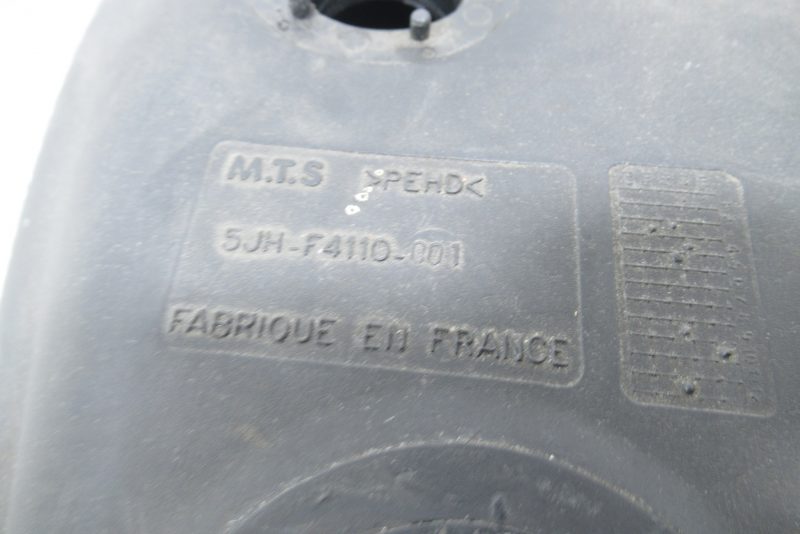 M.T.S >PEHD<
5JH-F4110-001
FABRIQUE EN FRANCE